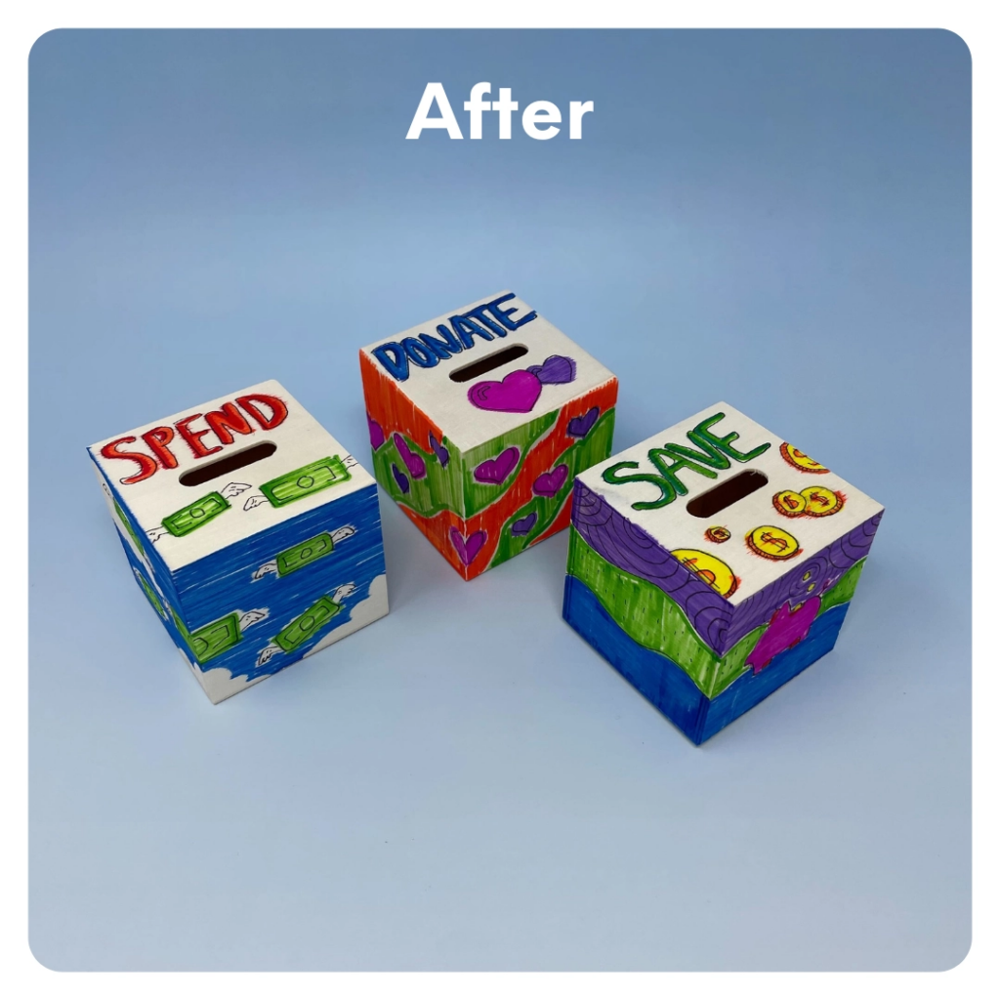 After
DONATE
SPEND
SAVE
$
$
$
$